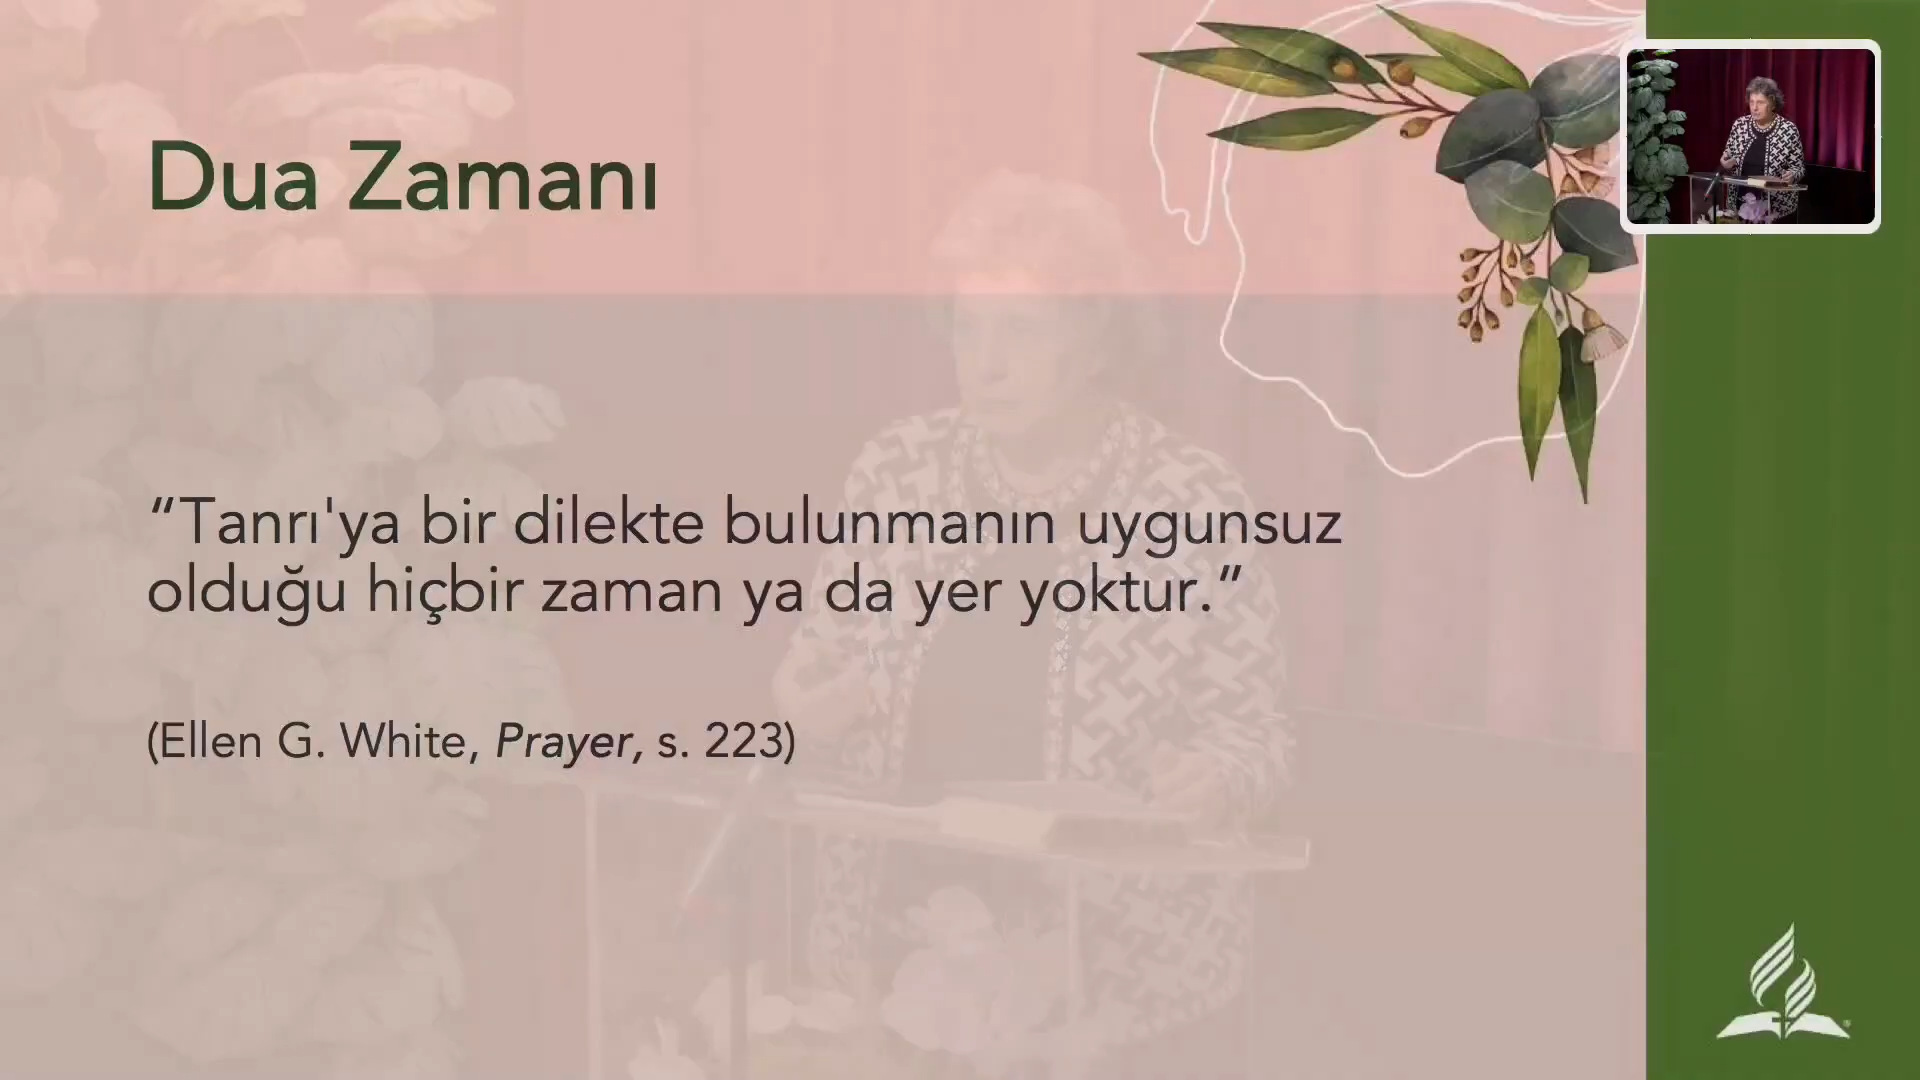 Dua Zamanı
“Tanrı'ya bir dilekte bulunmanın uygunsuz
olduğu hiçbir zaman ya da yer yoktur.”
(Ellen G. White, Prayer, s. 223)